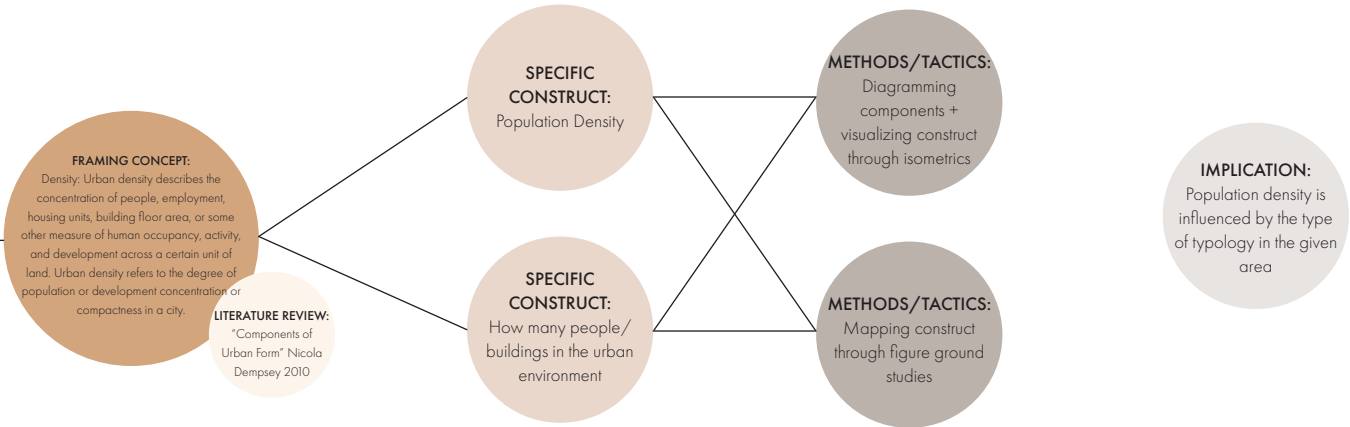 FRAMING CONCEPT:
Density: Urban density describes the
concentration of people, employment,
housing units, building floor area, or some
other measure of human occupancy, activity,
and development across a certain unit of
land. Urban density refers to the degree of
population or development concentration or
compactness in a city.
LITERATURE REVIEW:
“Components of
Urban Form” Nicola
Dempsey 2010
SPECIFIC
CONSTRUCT:
Population Density
SPECIFIC
CONSTRUCT:
How many people/
buildings in the urban
environment
METHODS/TACTICS:
Diagramming
components +
visualizing construct
through isometrics
METHODS/TACTICS:
Mapping construct
through figure ground
studies
IMPLICATION:
Population density is
influenced by the type
of typology in the given
area